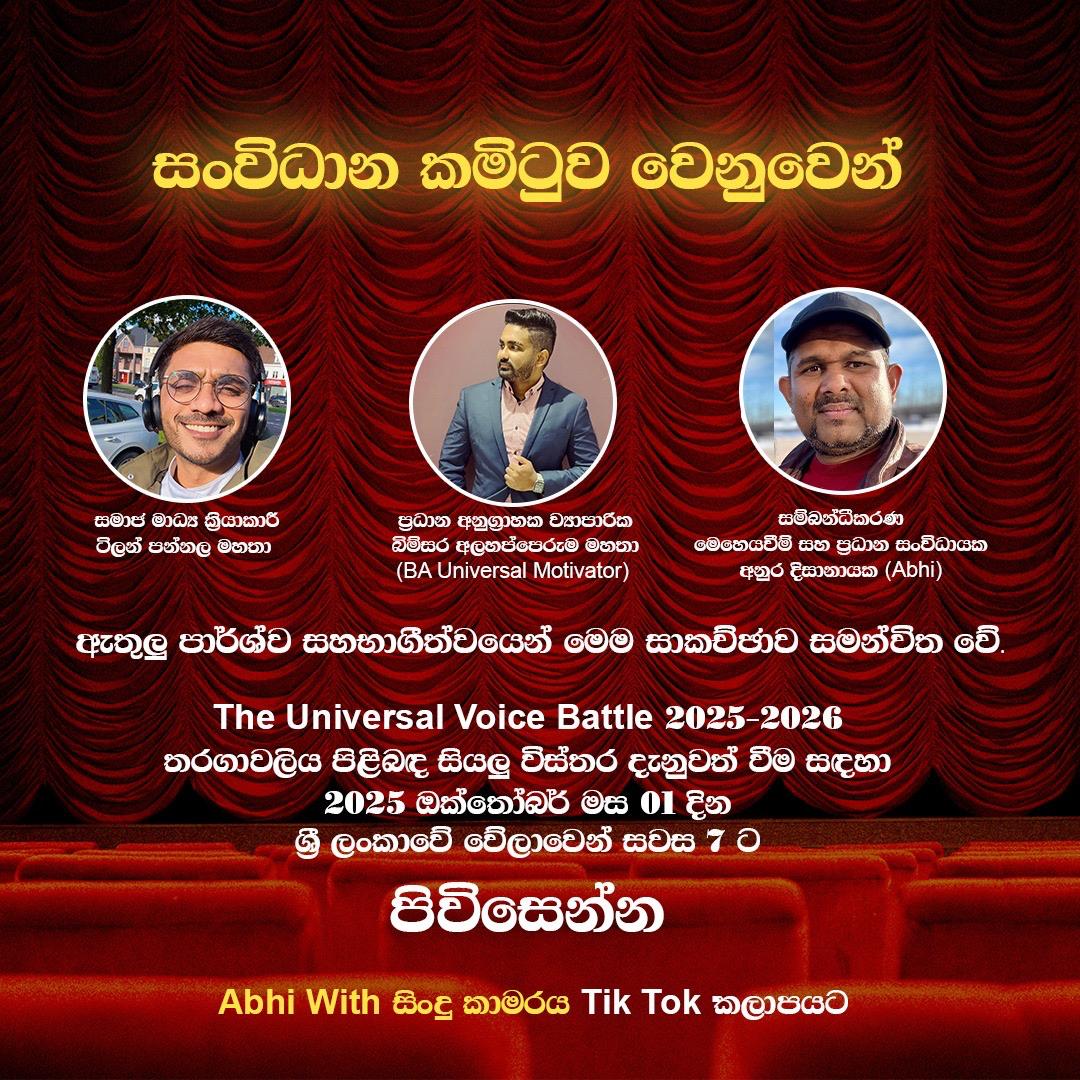 සංවිධාන කමිටුව වෙනුවෙන්
සමාජ මාධ්‍ය ක්‍රියාකාරී
ටිලන් පන්නල මහතා
ප්‍රධාන අනුග්‍රාහක ව්‍යාපාරික
බිම්සර අලහප්පෙරුම මහතා
(BA Universal Motivator)
සම්බන්ධීකරණ
මෙහෙයවීම් සහ ප්‍රධාන සංවිධායක
අනුර දිසානායක (Abhi)
ඇතුලු පාර්ශ්ව සහභාගීත්වයෙන් මෙම සාකච්ඡාව සමන්විත වේ.
The Universal Voice Battle 2025-2026
තරගාවලිය පිළිබඳ සියලු විස්තර දැනුවත් වීම සඳහා
2025 ඔක්තෝබර් මස 01 දින
ශ්‍රී ලංකාවේ වේලාවෙන් සවස 7 ට
පිවිසෙන්න
Abhi With සිංදු කාමරය Tik Tok කලාපයට